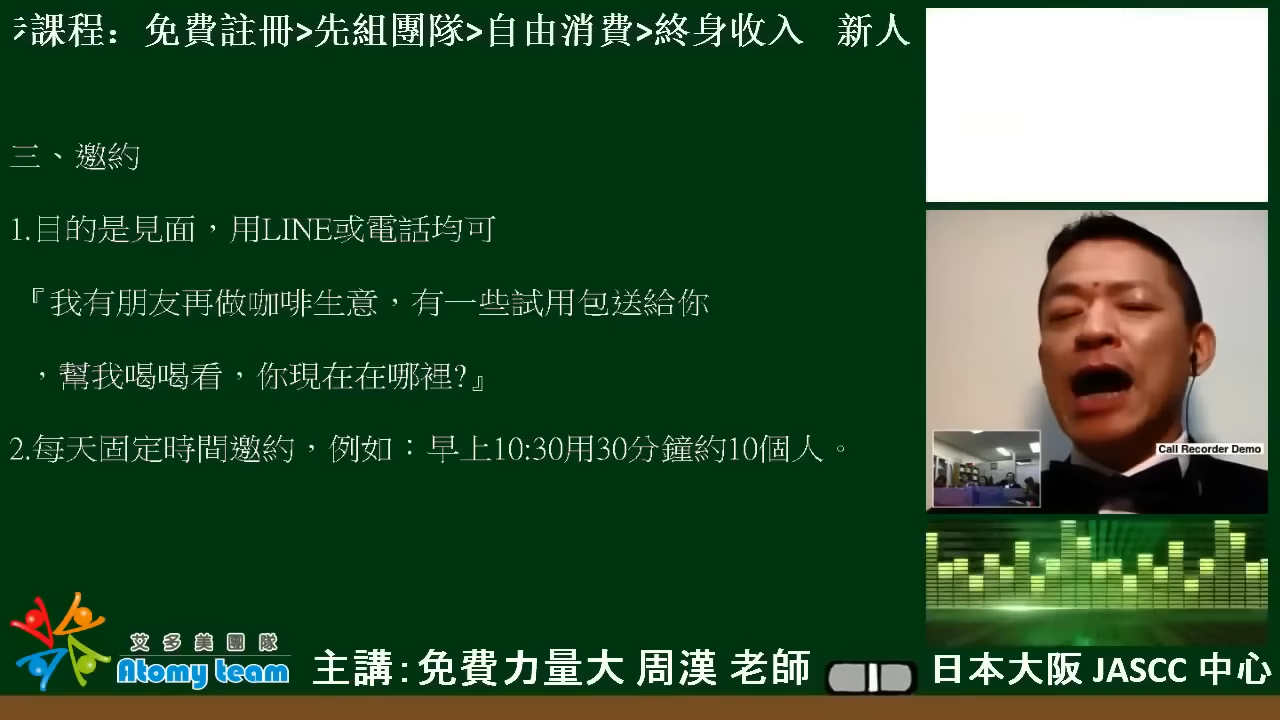 課程：免費註冊>先組團隊>自由消費>終身收入 新人
三、邀約
1.目的是見面，用LINE或電話均可
『我有朋友再做咖啡生意，有一些試用包送給你
，幫我喝喝看，你現在在哪裡?』
2.每天固定時間邀約，例如：早上10:30用30分鐘約10個人。
Call Recorder Demo
艾多美團隊
Atomy team
主講：免費力量大 周漢 老師
日本大阪 JASCC 中心